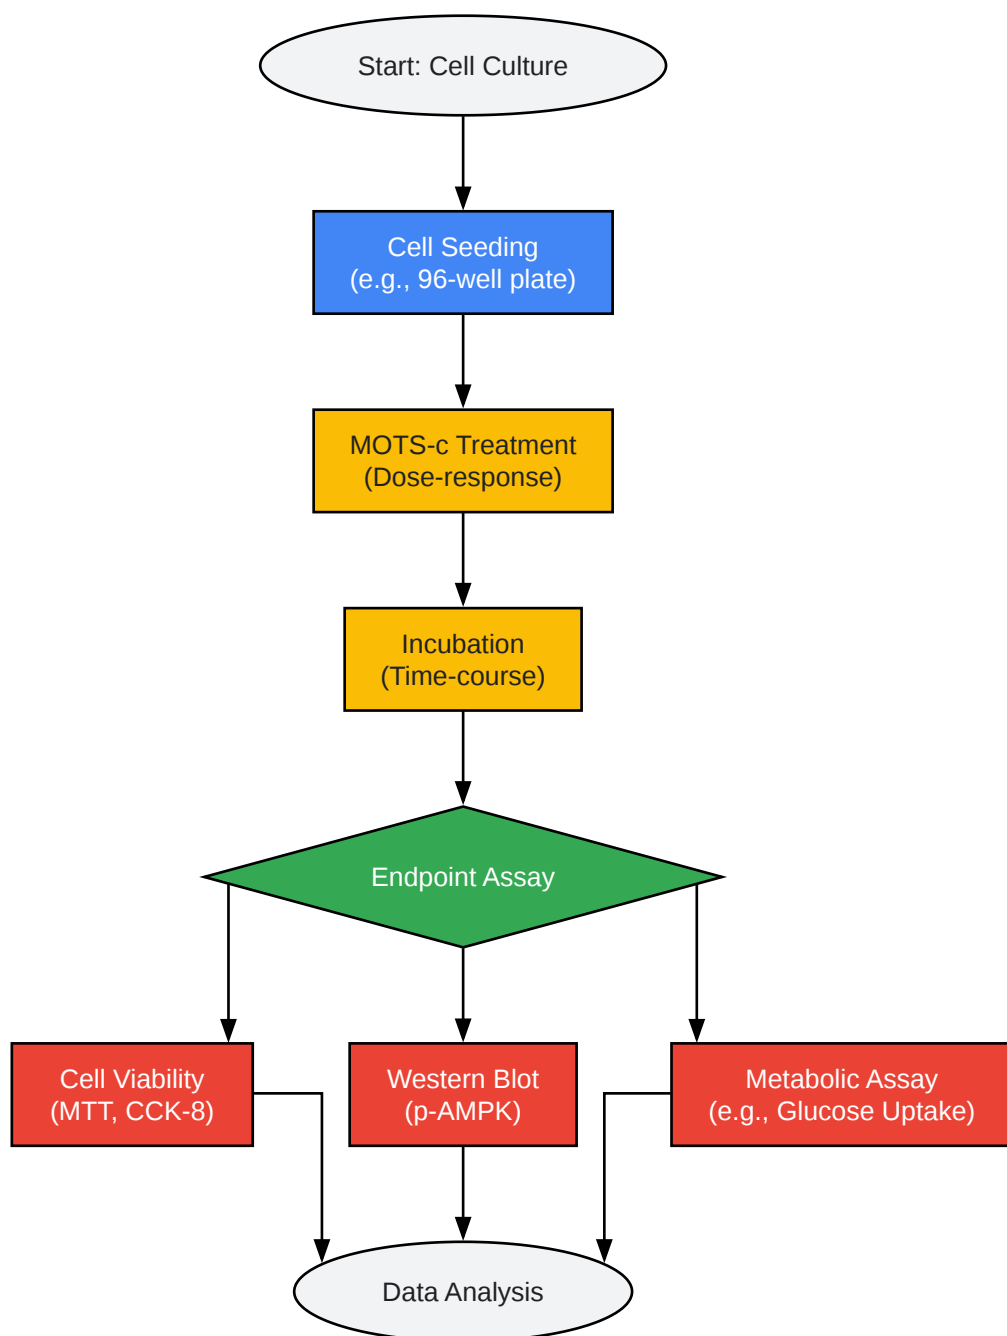 Start: Cell Culture
Cell Seeding
(e.g., 96-well plate)
MOTS-c Treatment
(Dose-response)
Incubation
(Time-course)
Endpoint Assay
Cell Viability
(MTT, CCK-8)
Western Blot
(p-AMPK)
Metabolic Assay
(e.g., Glucose Uptake)
Data Analysis